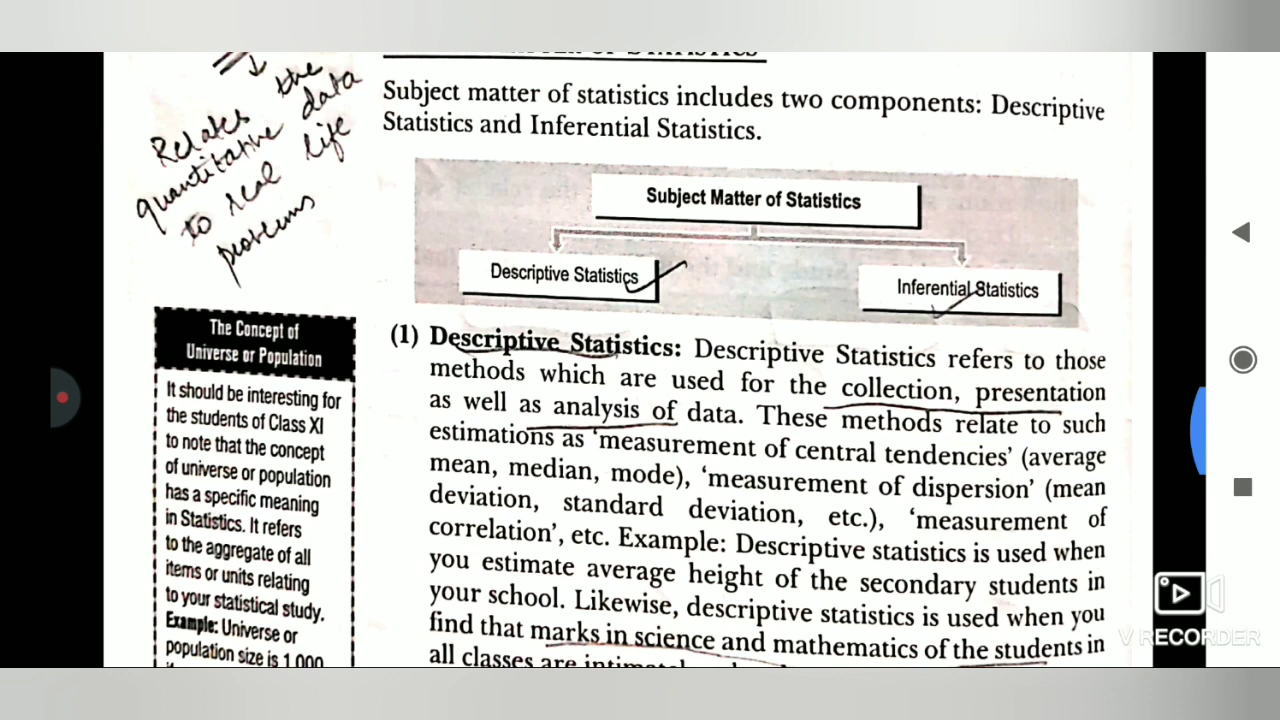 MATTER OF STATISTICS
Subject matter of statistics includes two components: Descriptive
Statistics and Inferential Statistics.
Subject Matter of Statistics
Descriptive Statistics
Inferential Statistics
Relates the
quantitative data
to real life
problems
The Concept of
Universe or Population
It should be interesting for
the students of Class XI
to note that the concept
of universe or population
has a specific meaning
in Statistics. It refers
to the aggregate of all
items or units relating
to your statistical study.
Example: Universe or
population size is 1,000
(1) Descriptive Statistics: Descriptive Statistics refers to those
methods which are used for the collection, presentation
as well as analysis of data. These methods relate to such
estimations as 'measurement of central tendencies' (average
mean, median, mode), 'measurement of dispersion' (mean
deviation, standard deviation, etc.), 'measurement of
correlation', etc. Example: Descriptive statistics is used when
you estimate average height of the secondary students in
your school. Likewise, descriptive statistics is used when you
find that marks in science and mathematics of the students in
all classes are
V RECORDER